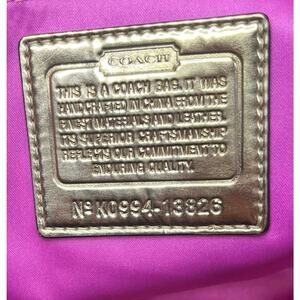 COACH
THIS IS A COACH BAG. IT WAS
HANDCRAFTED IN CHINA FROM THE
FINEST MATERIALS AND LEATHER.
ITS SUPERIOR CRAFTSMANSHIP
REFLECTS OUR COMMITMENT TO
ENDURING QUALITY.
Nº K0994-13826